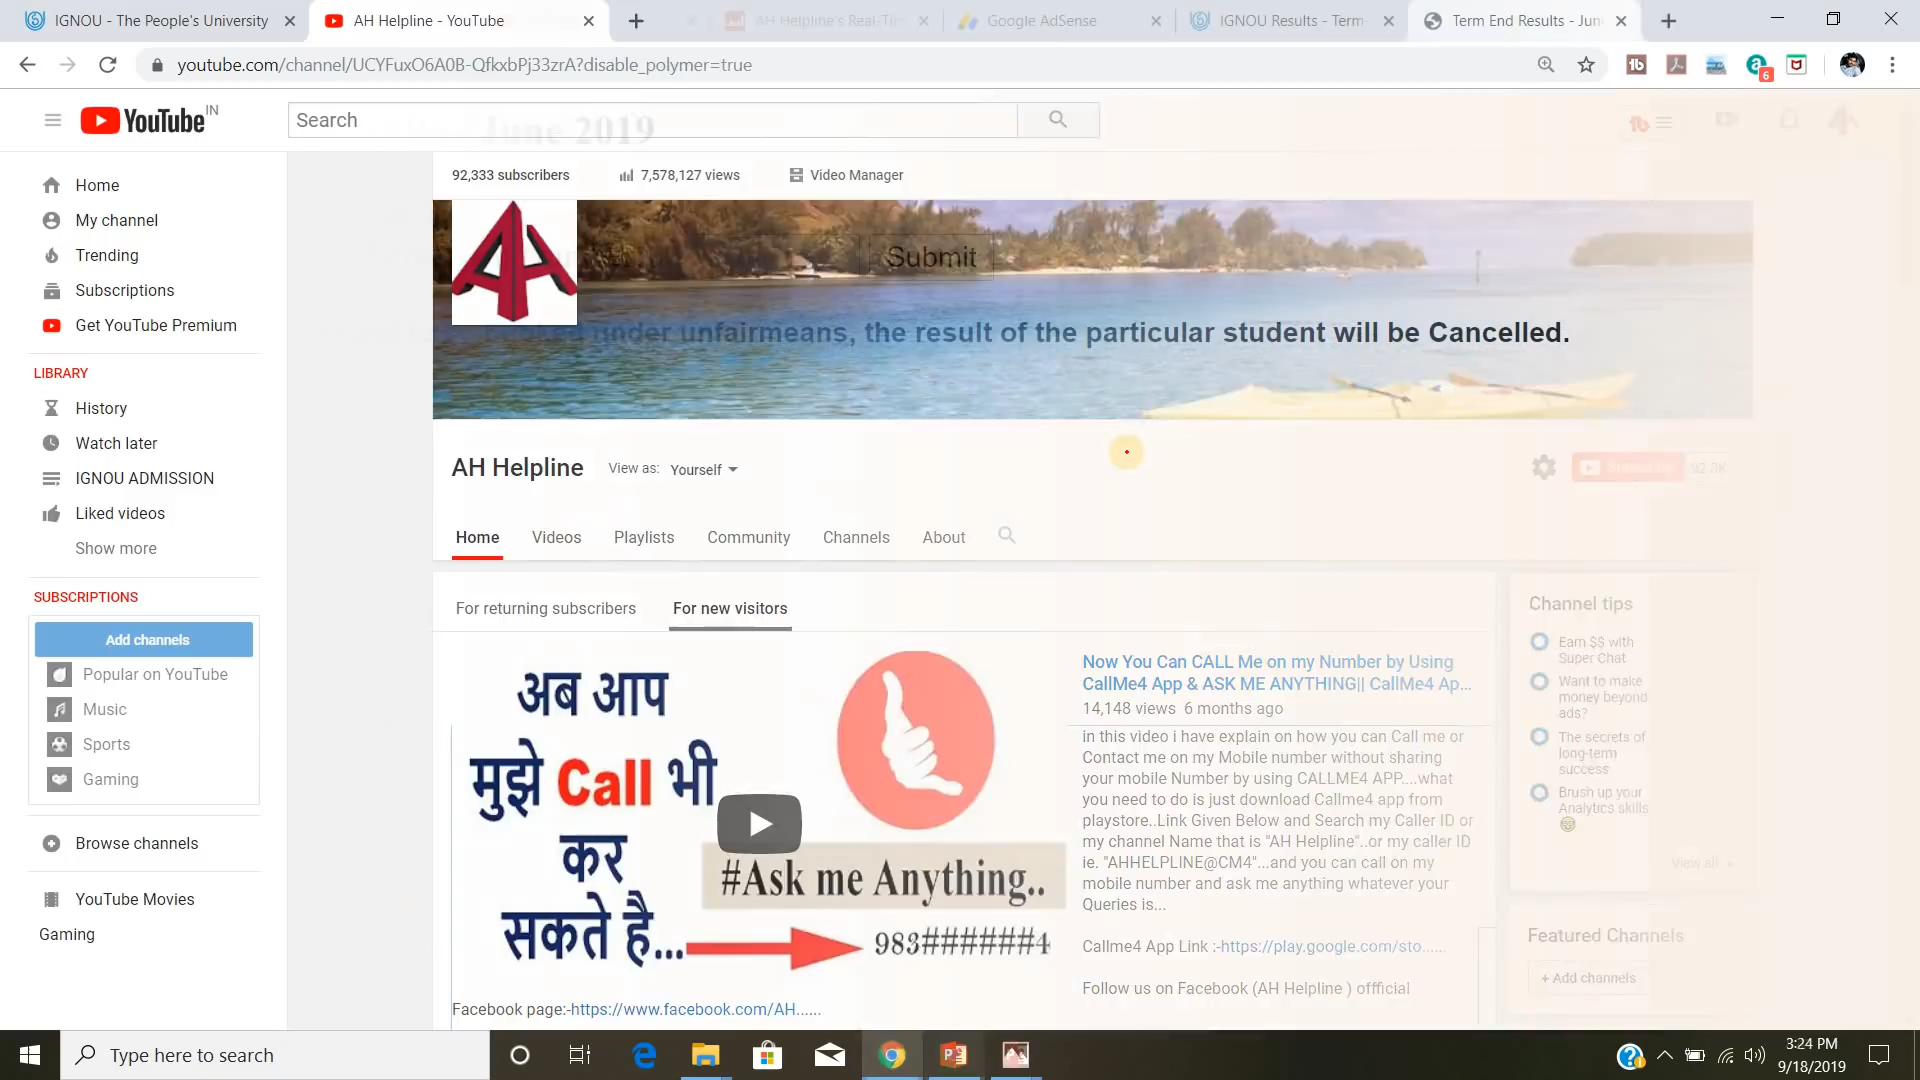 IGNOU - The People's University
AH Helpline - YouTube
AH Helpline's Real-Tim
Google AdSense
IGNOU Results - Term
Term End Results - Jun
youtube.com/channel/UCYFuxO6A0B-QfkxbPj33zrA?disable_polymer=true
6
YouTube IN
Search
June 2019
92,333 subscribers
7,578,127 views
Video Manager
Home
My channel
Trending
Subscriptions
Get YouTube Premium
LIBRARY
History
Watch later
IGNOU ADMISSION
Liked videos
Show more
SUBSCRIPTIONS
Add channels
Popular on YouTube
Music
Sports
Gaming
Browse channels
YouTube Movies
Gaming
Submit
under unfairmeans, the result of the particular student will be Cancelled.
AH Helpline
View as: Yourself
92.3K
Home Videos Playlists Community Channels About
For returning subscribers
For new visitors
अब आप
मुझे Call भी
कर
सकते है...
#Ask me Anything..
983######4
Now You Can CALL Me on my Number by Using
CallMe4 App & ASK ME ANYTHING|| CallMe4 Ap...
14,148 views 6 months ago
in this video i have explain on how you can Call me or
Contact me on my Mobile number without sharing
your mobile Number by using CALLME4 APP....what
you need to do is just download Callme4 app from
playstore..Link Given Below and Search my Caller ID or
my channel Name that is "AH Helpline"..or my caller ID
ie. "AHHELPLINE@CM4"...and you can call on my
mobile number and ask me anything whatever your
Queries is...
Callme4 App Link :-https://play.google.com/sto......
Follow us on Facebook (AH Helpline ) offficial
Facebook page:-https://www.facebook.com/AH......
Channel tips
Earn $$ with
Super Chat
Want to make
money beyond
ads?
The secrets of
long-term
success
Brush up your
Analytics skills
View all
Featured Channels
+ Add channels
Type here to search
3:24 PM
9/18/2019